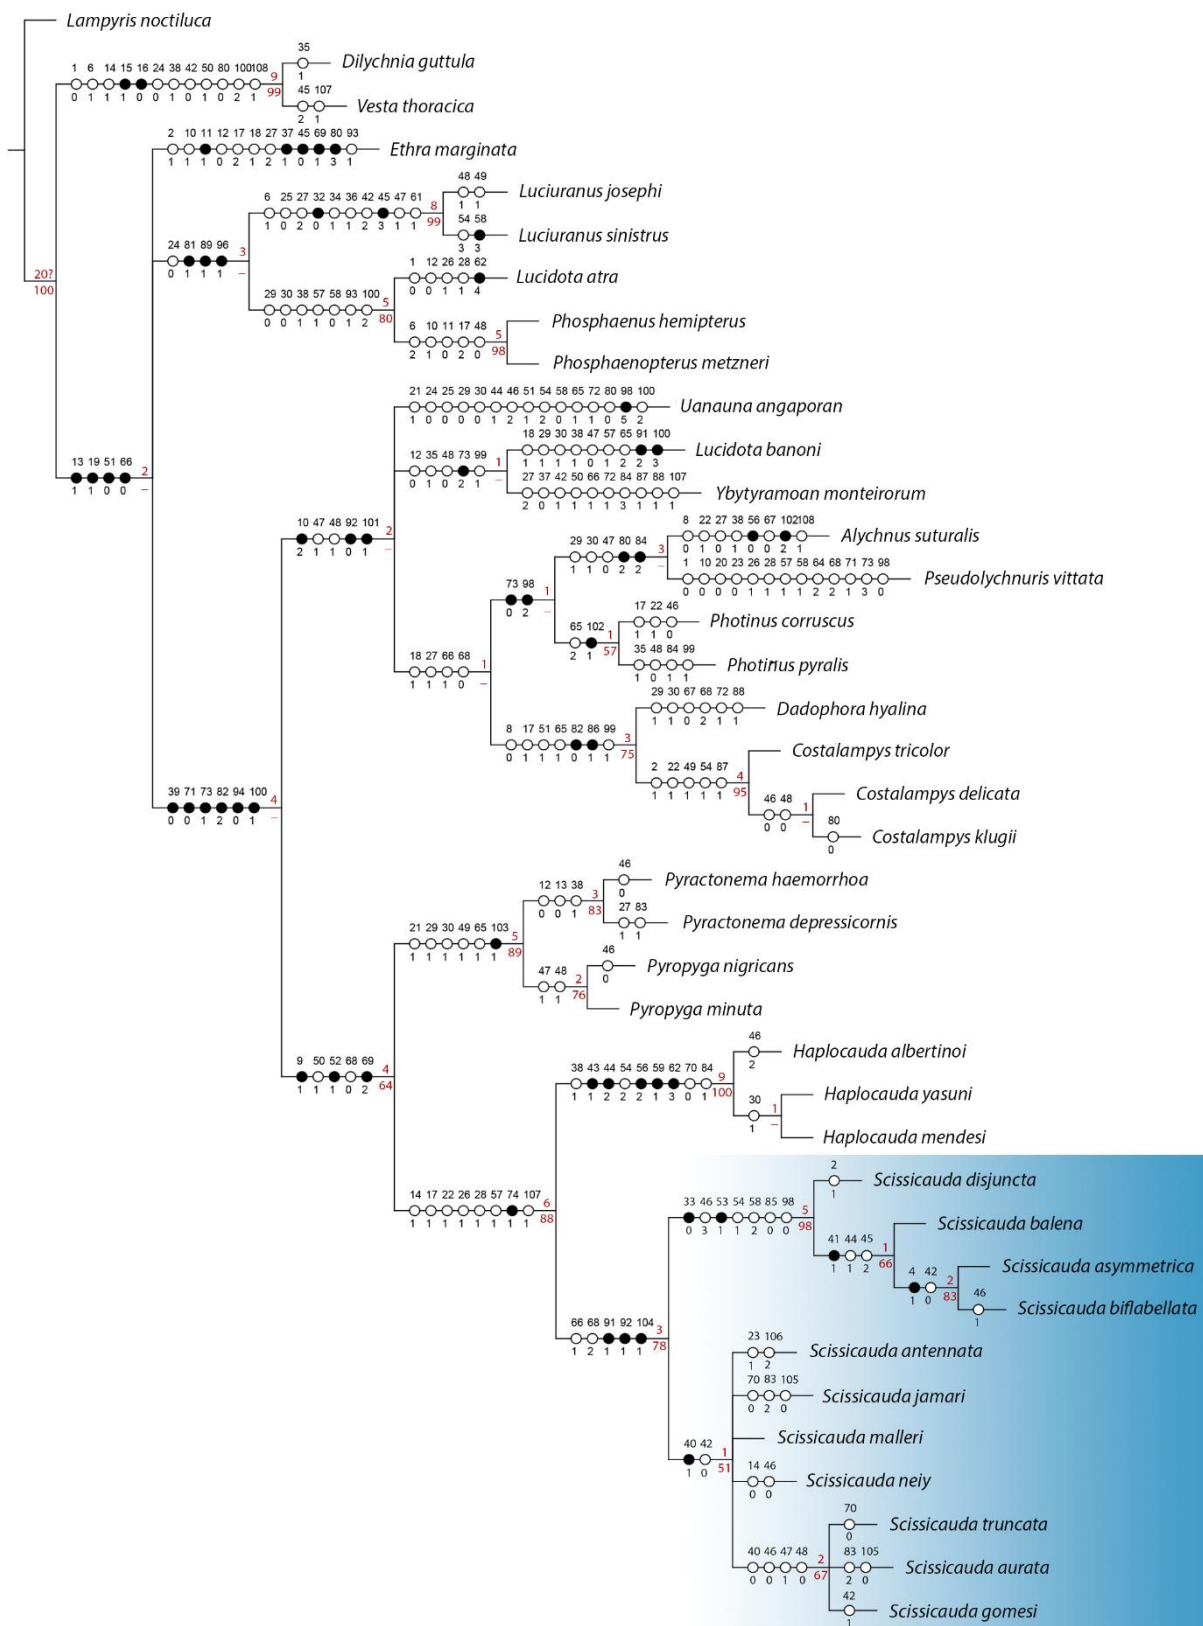 Lampyris noctiluca
35
1 6 14 15 16 24 38 42 50 80 100 108 9 Dilychnia guttula
0 1 1 1 0 0 1 0 1 0 2 1 99 1
45 107 Vesta thoracica
2 1
2 10 11 12 17 18 27 37 45 69 80 93
1 1 1 0 2 1 2 1 0 1 3 1 Ethra marginata
48 49 Luciuranus josephi
6 25 27 32 34 36 42 45 47 61 8 1 1
1 0 2 0 1 1 2 3 1 1 99 54 58 Luciuranus sinistrus
3 3
24 81 89 96 3
0 1 1 1 –
1 12 26 28 62 Lucidota atra
20? 0 0 1 1 4
100
29 30 38 57 58 93 100 5
0 0 1 1 0 1 2 80
6 10 11 17 48 5 Phosphaenus hemipterus
2 1 0 2 0 98 Phosphaenopterus metzneri
21 24 25 29 30 44 46 51 54 58 65 72 80 98 100
1 0 0 0 0 1 2 1 2 0 1 1 0 5 2 Uanauna angaporan
18 29 30 38 47 57 65 91 100 Lucidota banoni
12 35 48 73 99 1 1 1 1 1 0 1 2 2 3
0 1 0 2 1 – 27 37 42 50 66 72 84 87 88 107 Ybytyramoan monteirorum
2 0 1 1 1 1 3 1 1 1
13 19 51 66 2
1 1 0 0 –
10 47 48 92 101 2
2 1 1 0 1 –
8 22 27 38 56 67 102 108 Alychnus suturalis
29 30 47 80 84 3 0 1 0 1 0 0 2 1
1 1 0 2 2 – 1 10 20 23 26 28 57 58 64 68 71 73 98 Pseudolychnuris vittata
0 0 0 0 1 1 1 1 2 2 1 3 0
73 98 1
0 2 –
17 22 46 Photinus corruscus
65 102 1 1 1 0
2 1 57 35 48 84 99 Photinus pyralis
1 0 1 1
18 27 66 68 1
1 1 1 0 –
29 30 67 68 72 88 Dadophora hyalina
8 17 51 65 82 86 99 3 1 1 0 2 1 1
0 1 1 1 0 1 1 75
2 22 49 54 87 4 Costalampys tricolor
1 1 1 1 1 95
46 48 1 Costalampys delicata
0 0 – 80
0 Costalampys klugii
39 71 73 82 94 100 4
0 0 1 2 0 1 –
46 Pyractonema haemorrhoa
12 13 38 3 0
0 0 1 83 27 83 Pyractonema depressicornis
1 1
21 29 30 49 65 103 5
1 1 1 1 1 1 89
46 Pyropyga nigricans
47 48 2 0
1 1 76 Pyropyga minuta
9 50 52 68 69 4
1 1 1 0 2 64
46 Haplocauda albertinoi
38 43 44 54 56 59 62 70 84 9 2
1 1 2 2 2 1 3 0 1 100 30 1 Haplocauda yasuni
1 – Haplocauda mendesi
14 17 22 26 28 57 74 107 6
1 1 1 1 1 1 1 1 88
2 Scissicauda disjuncta
33 46 53 54 58 85 98 5 1
0 3 1 1 2 0 0 98 41 44 45 1 Scissicauda balena
1 1 2 66
4 42 2 Scissicauda asymmetrica
1 0 83 46
1 Scissicauda biflabellata
66 68 91 92 104 3
1 2 1 1 1 78
23 106 Scissicauda antennata
1 2
70 83 105 Scissicauda jamari
0 2 0
40 42 1 Scissicauda malleri
1 0 51
14 46 Scissicauda neiy
0 0
70 Scissicauda truncata
0
40 46 47 48 2 83 105 Scissicauda aurata
0 0 1 0 67 2 0
42 Scissicauda gomesi
1